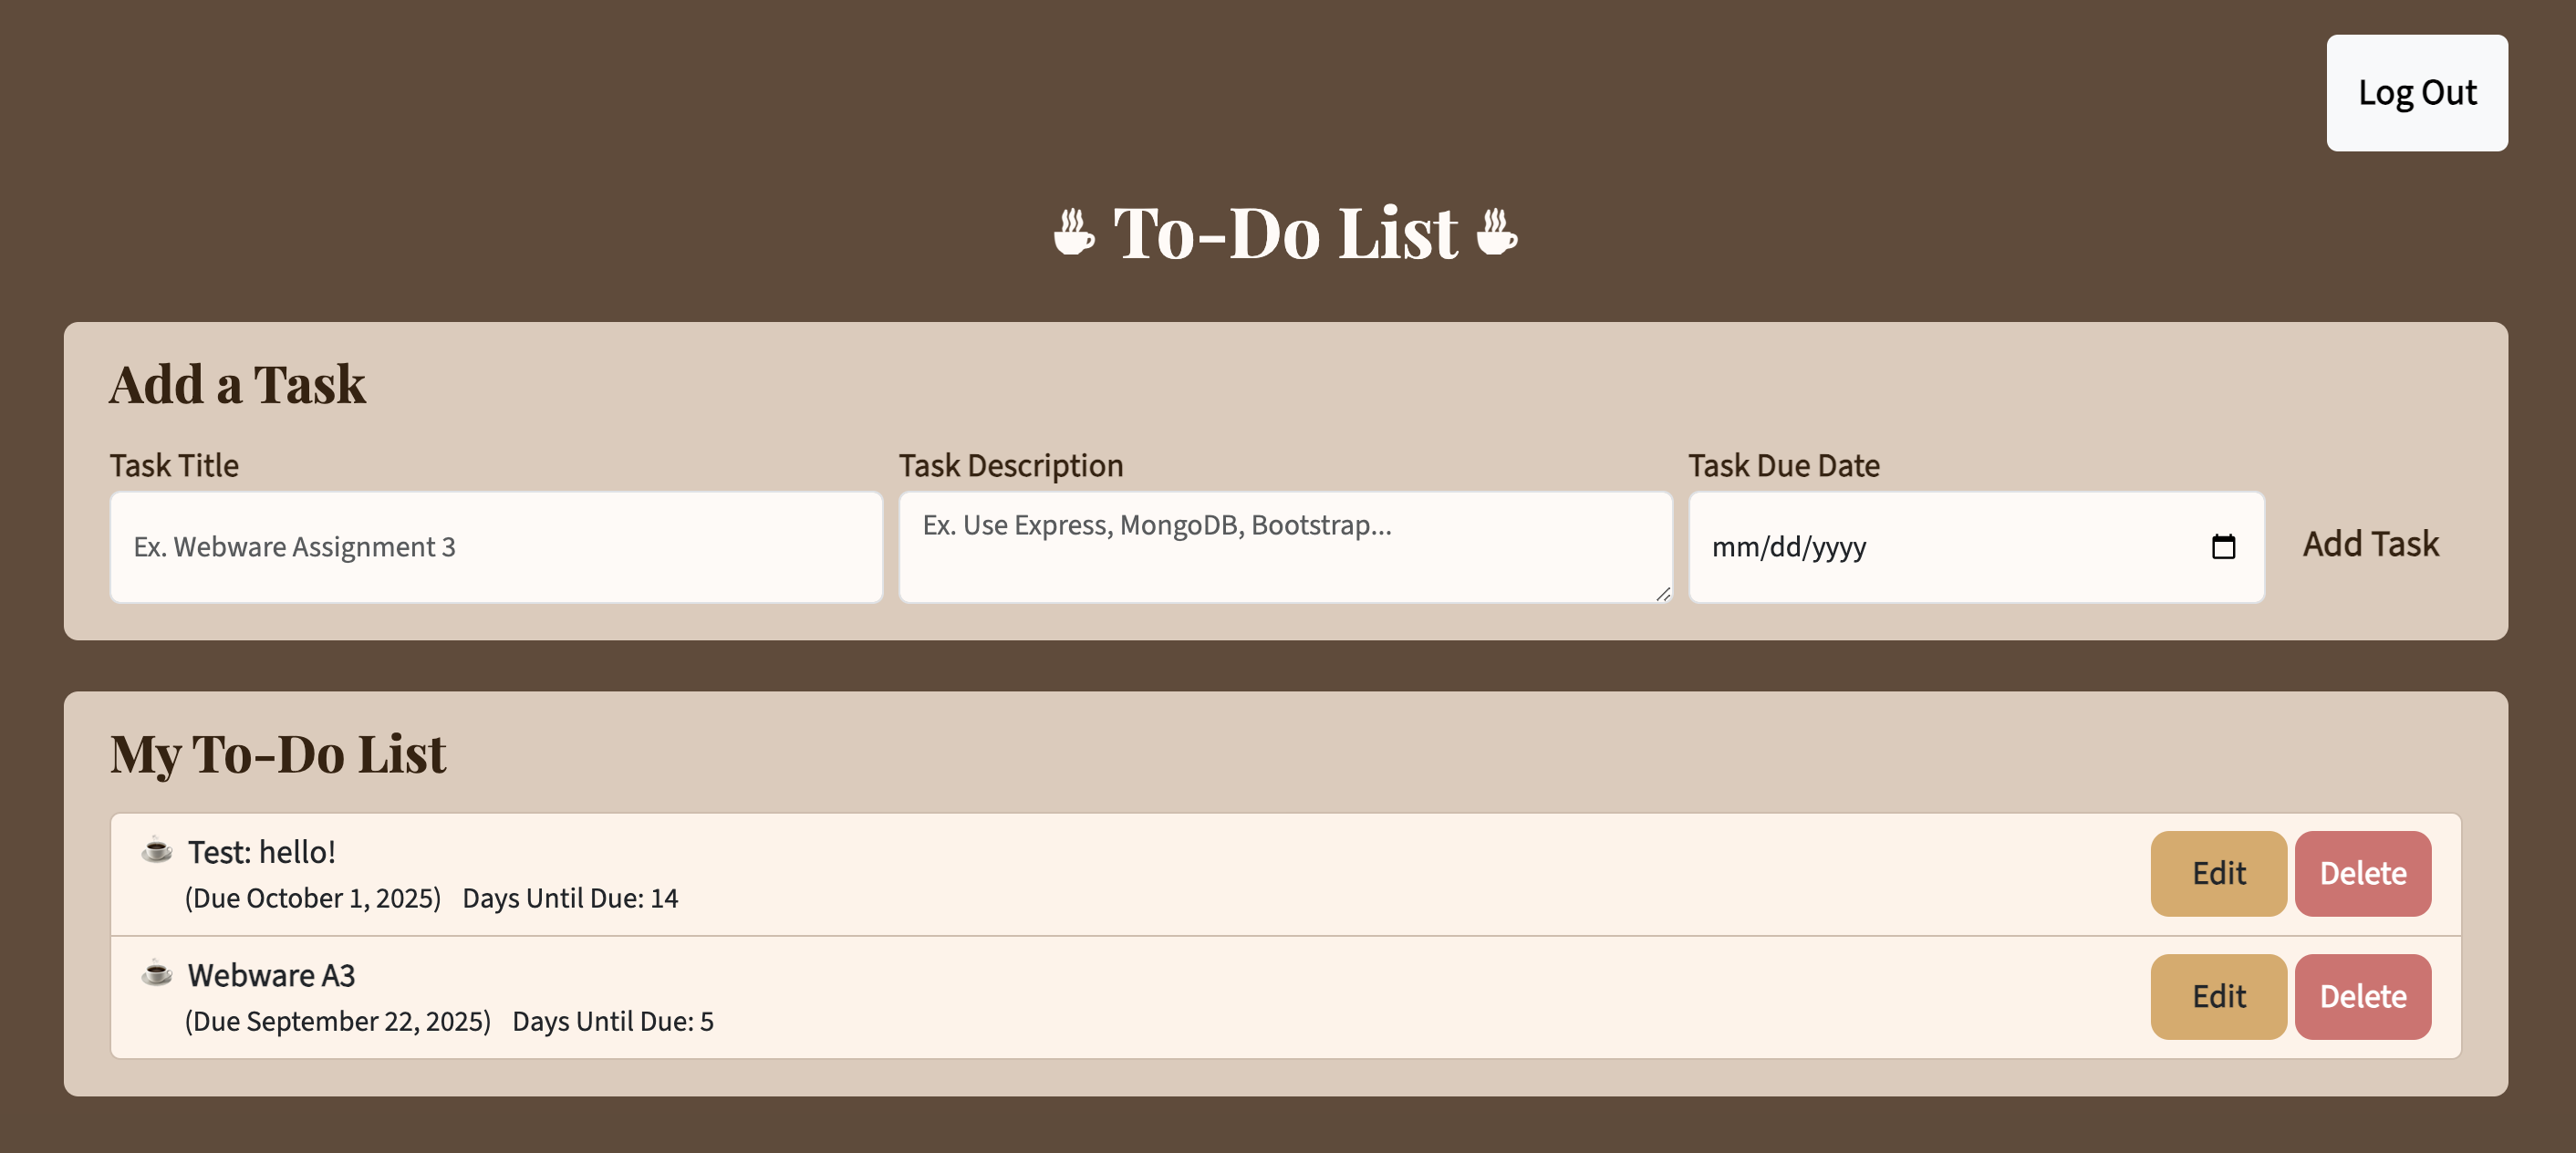 Log Out
To-Do List
Add a Task
Task Title
Task Description
Task Due Date
Ex. Webware Assignment 3
Ex. Use Express, MongoDB, Bootstrap...
mm/dd/yyyy
Add Task
My To-Do List
Test: hello!
(Due October 1, 2025) Days Until Due: 14
Edit
Delete
Webware A3
(Due September 22, 2025) Days Until Due: 5
Edit
Delete